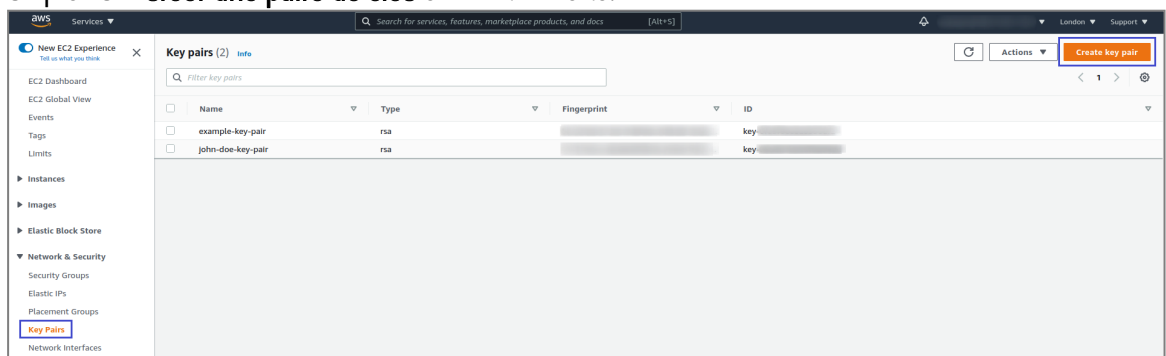 aws Services ▼ Search for services, features, marketplace products, and docs [Alt+S] ▼ London ▼ Support ▼
New EC2 Experience
Tell us what you think
EC2 Dashboard
EC2 Global View
Events
Tags
Limits
▶ Instances
▶ Images
▶ Elastic Block Store
▼ Network & Security
Security Groups
Elastic IPs
Placement Groups
Key Pairs
Network Interfaces
Key pairs (2) Info
Actions ▼ Create key pair
Filter key pairs
< 1 >
Name Type Fingerprint ID
example-key-pair rsa key-
john-doe-key-pair rsa key-